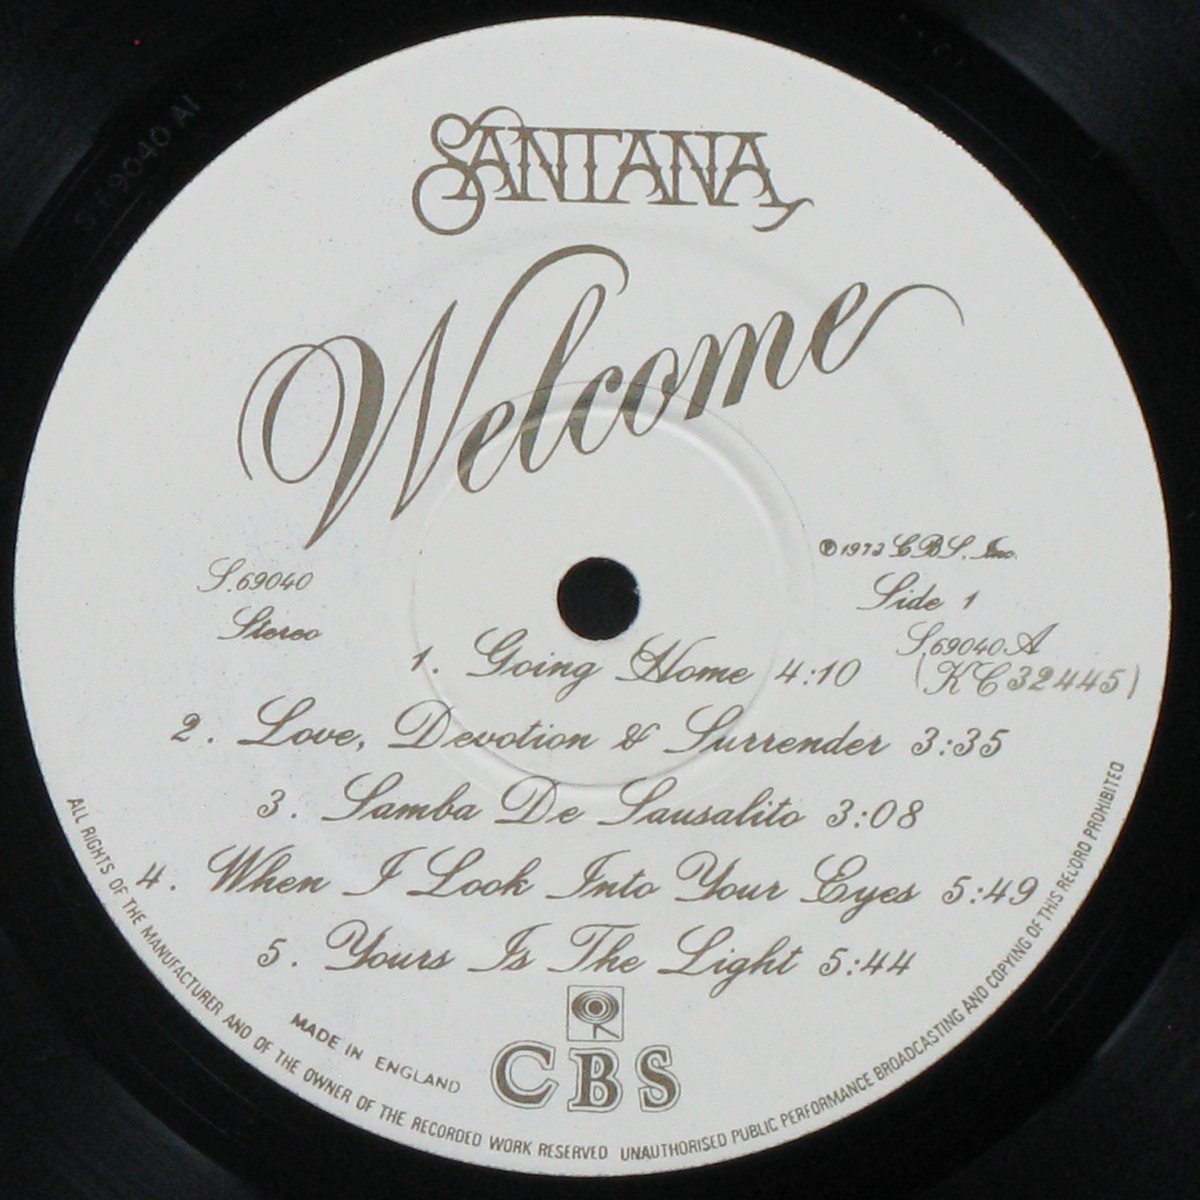 SANTANA
Welcome
S.69040
Stereo
℗ 1973 CBS. Inc.
Side 1
S.69040.A
(KC 32445)
1. Going Home 4:10
2. Love, Devotion & Surrender 3:35
3. Samba De Sausalito 3:08
4. When I Look Into Your Eyes 5:49
5. Yours Is The Light 5:44
CBS
MADE IN ENGLAND
ALL RIGHTS OF THE MANUFACTURER AND OF THE OWNER OF THE RECORDED WORK RESERVED UNAUTHORISED PUBLIC PERFORMANCE BROADCASTING AND COPYING OF THIS RECORD PROHIBITED